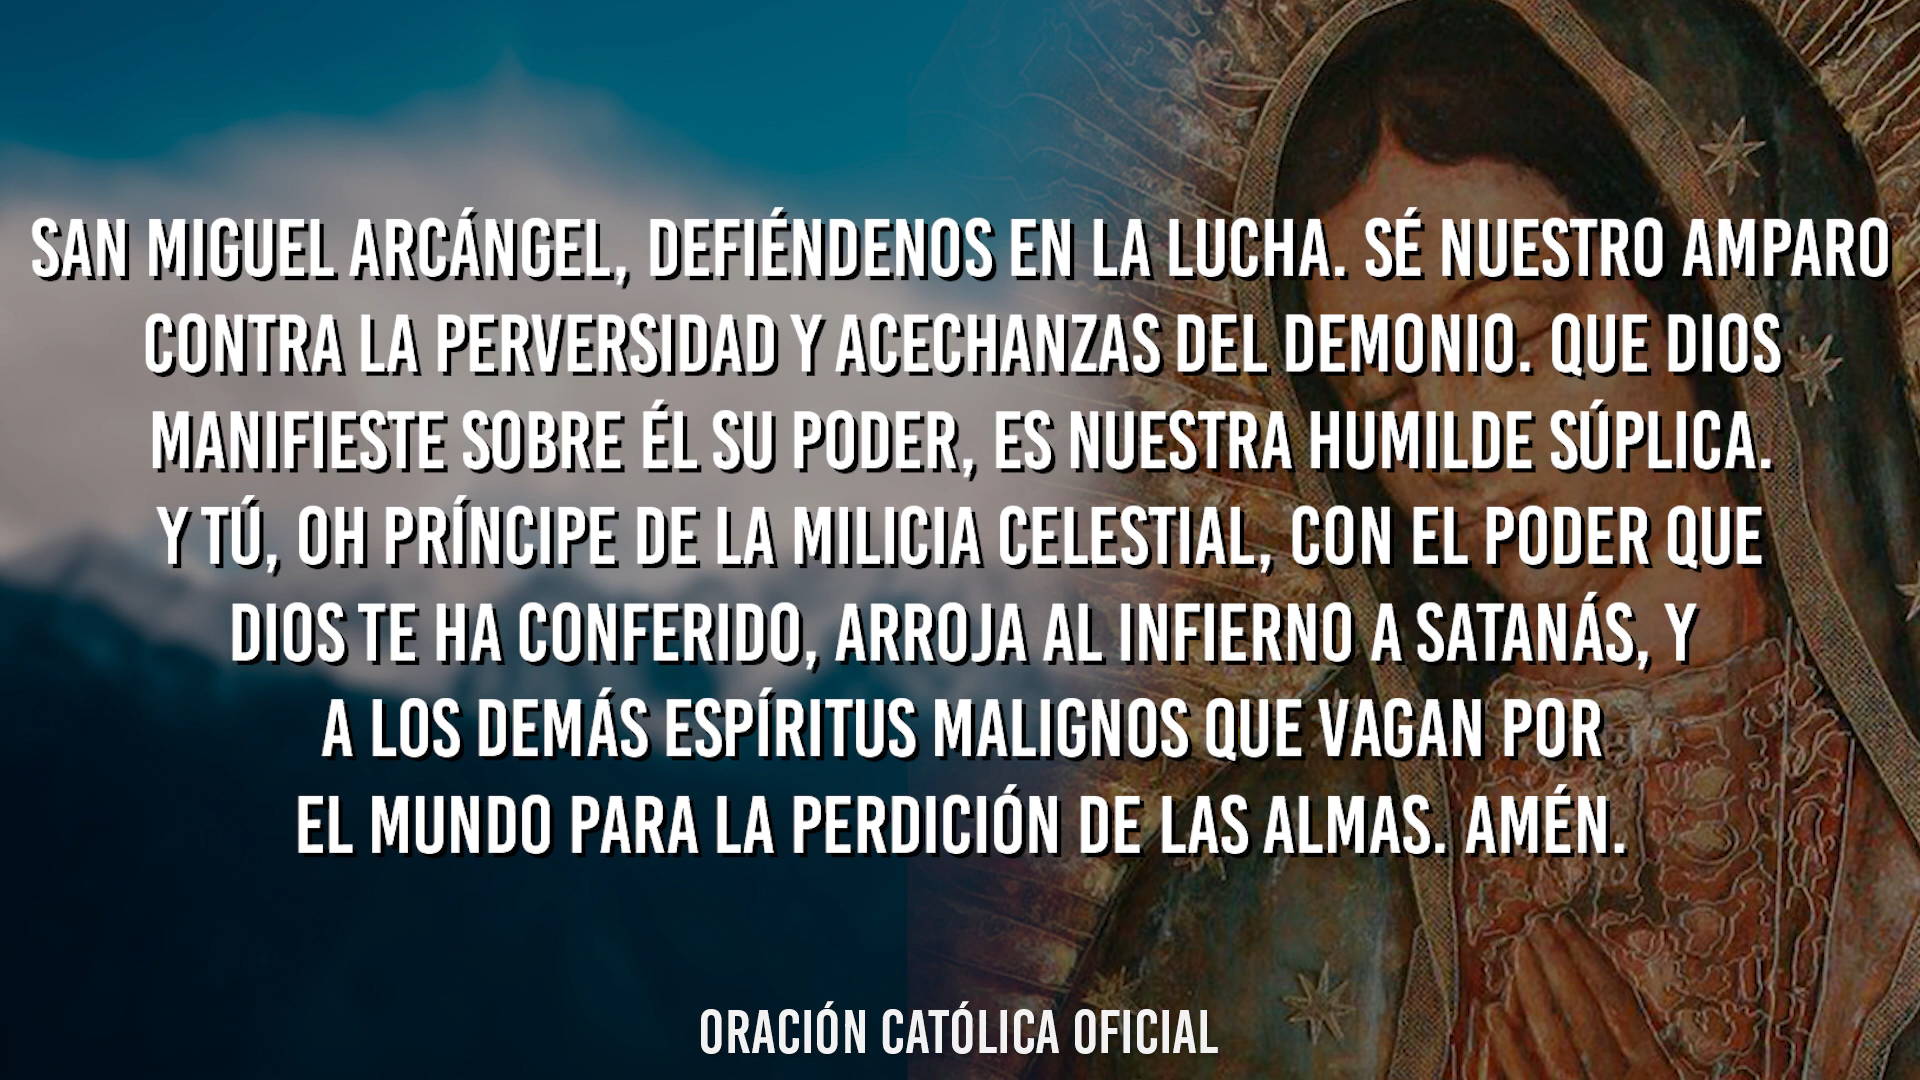 SAN MIGUEL ARCÁNGEL, DEFIÉNDENOS EN LA LUCHA. SÉ NUESTRO AMPARO
CONTRA LA PERVERSIDAD Y ACECHANZAS DEL DEMONIO. QUE DIOS
MANIFIESTE SOBRE ÉL SU PODER, ES NUESTRA HUMILDE SÚPLICA.
Y TÚ, OH PRÍNCIPE DE LA MILICIA CELESTIAL, CON EL PODER QUE
DIOS TE HA CONFERIDO, ARROJA AL INFIERNO A SATANÁS, Y
A LOS DEMÁS ESPÍRITUS MALIGNOS QUE VAGAN POR
EL MUNDO PARA LA PERDICIÓN DE LAS ALMAS. AMÉN.
ORACIÓN CATÓLICA OFICIAL